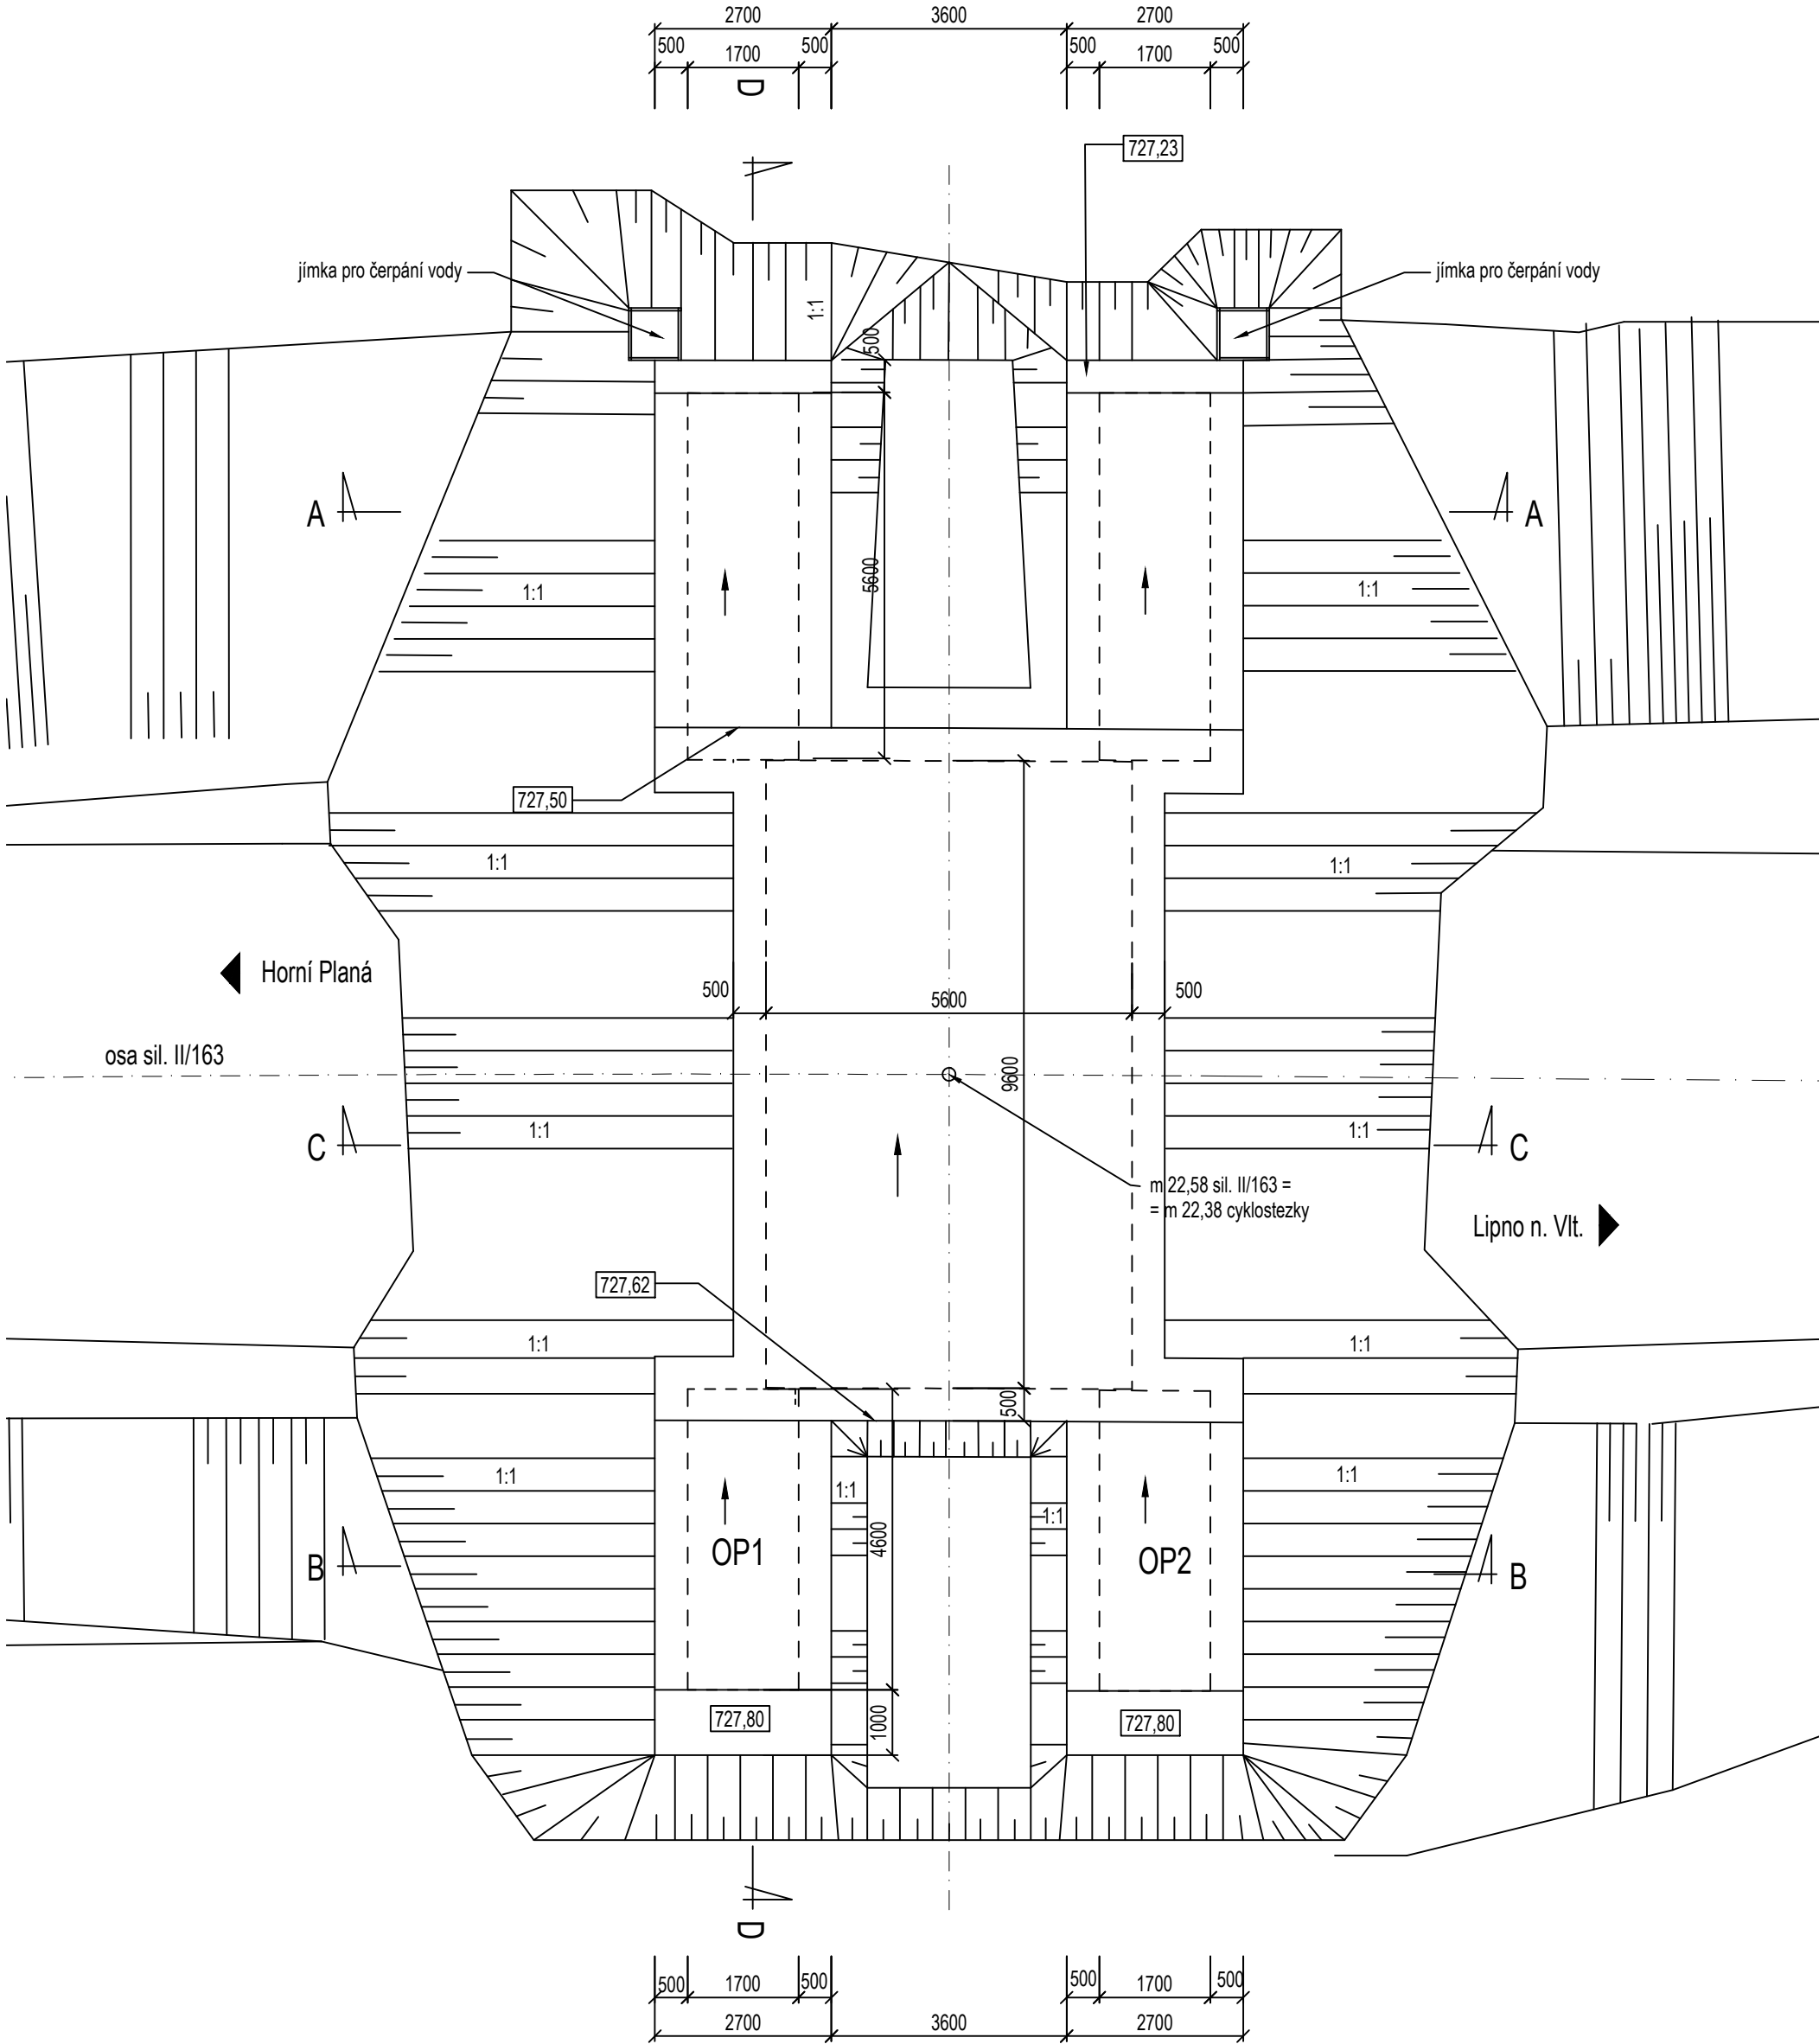 2700 3600 2700
500 1700 500 500 1700 500
D
727,23
jímka pro čerpání vody
jímka pro čerpání vody
1:1
500
A
A
5600
1:1
1:1
727,50
1:1
1:1
Horní Planá
500 5600 500
osa sil. II/163
9600
C
1:1
1:1
C
m 22,58 sil. II/163 =
= m 22,38 cyklostezky
Lipno n. Vlt.
727,62
1:1
1:1
500
1:1
1:1
1:1
1:1
4600
OP1
OP2
B
B
727,80
1000
727,80
D
500 1700 500 500 1700 500
2700 3600 2700